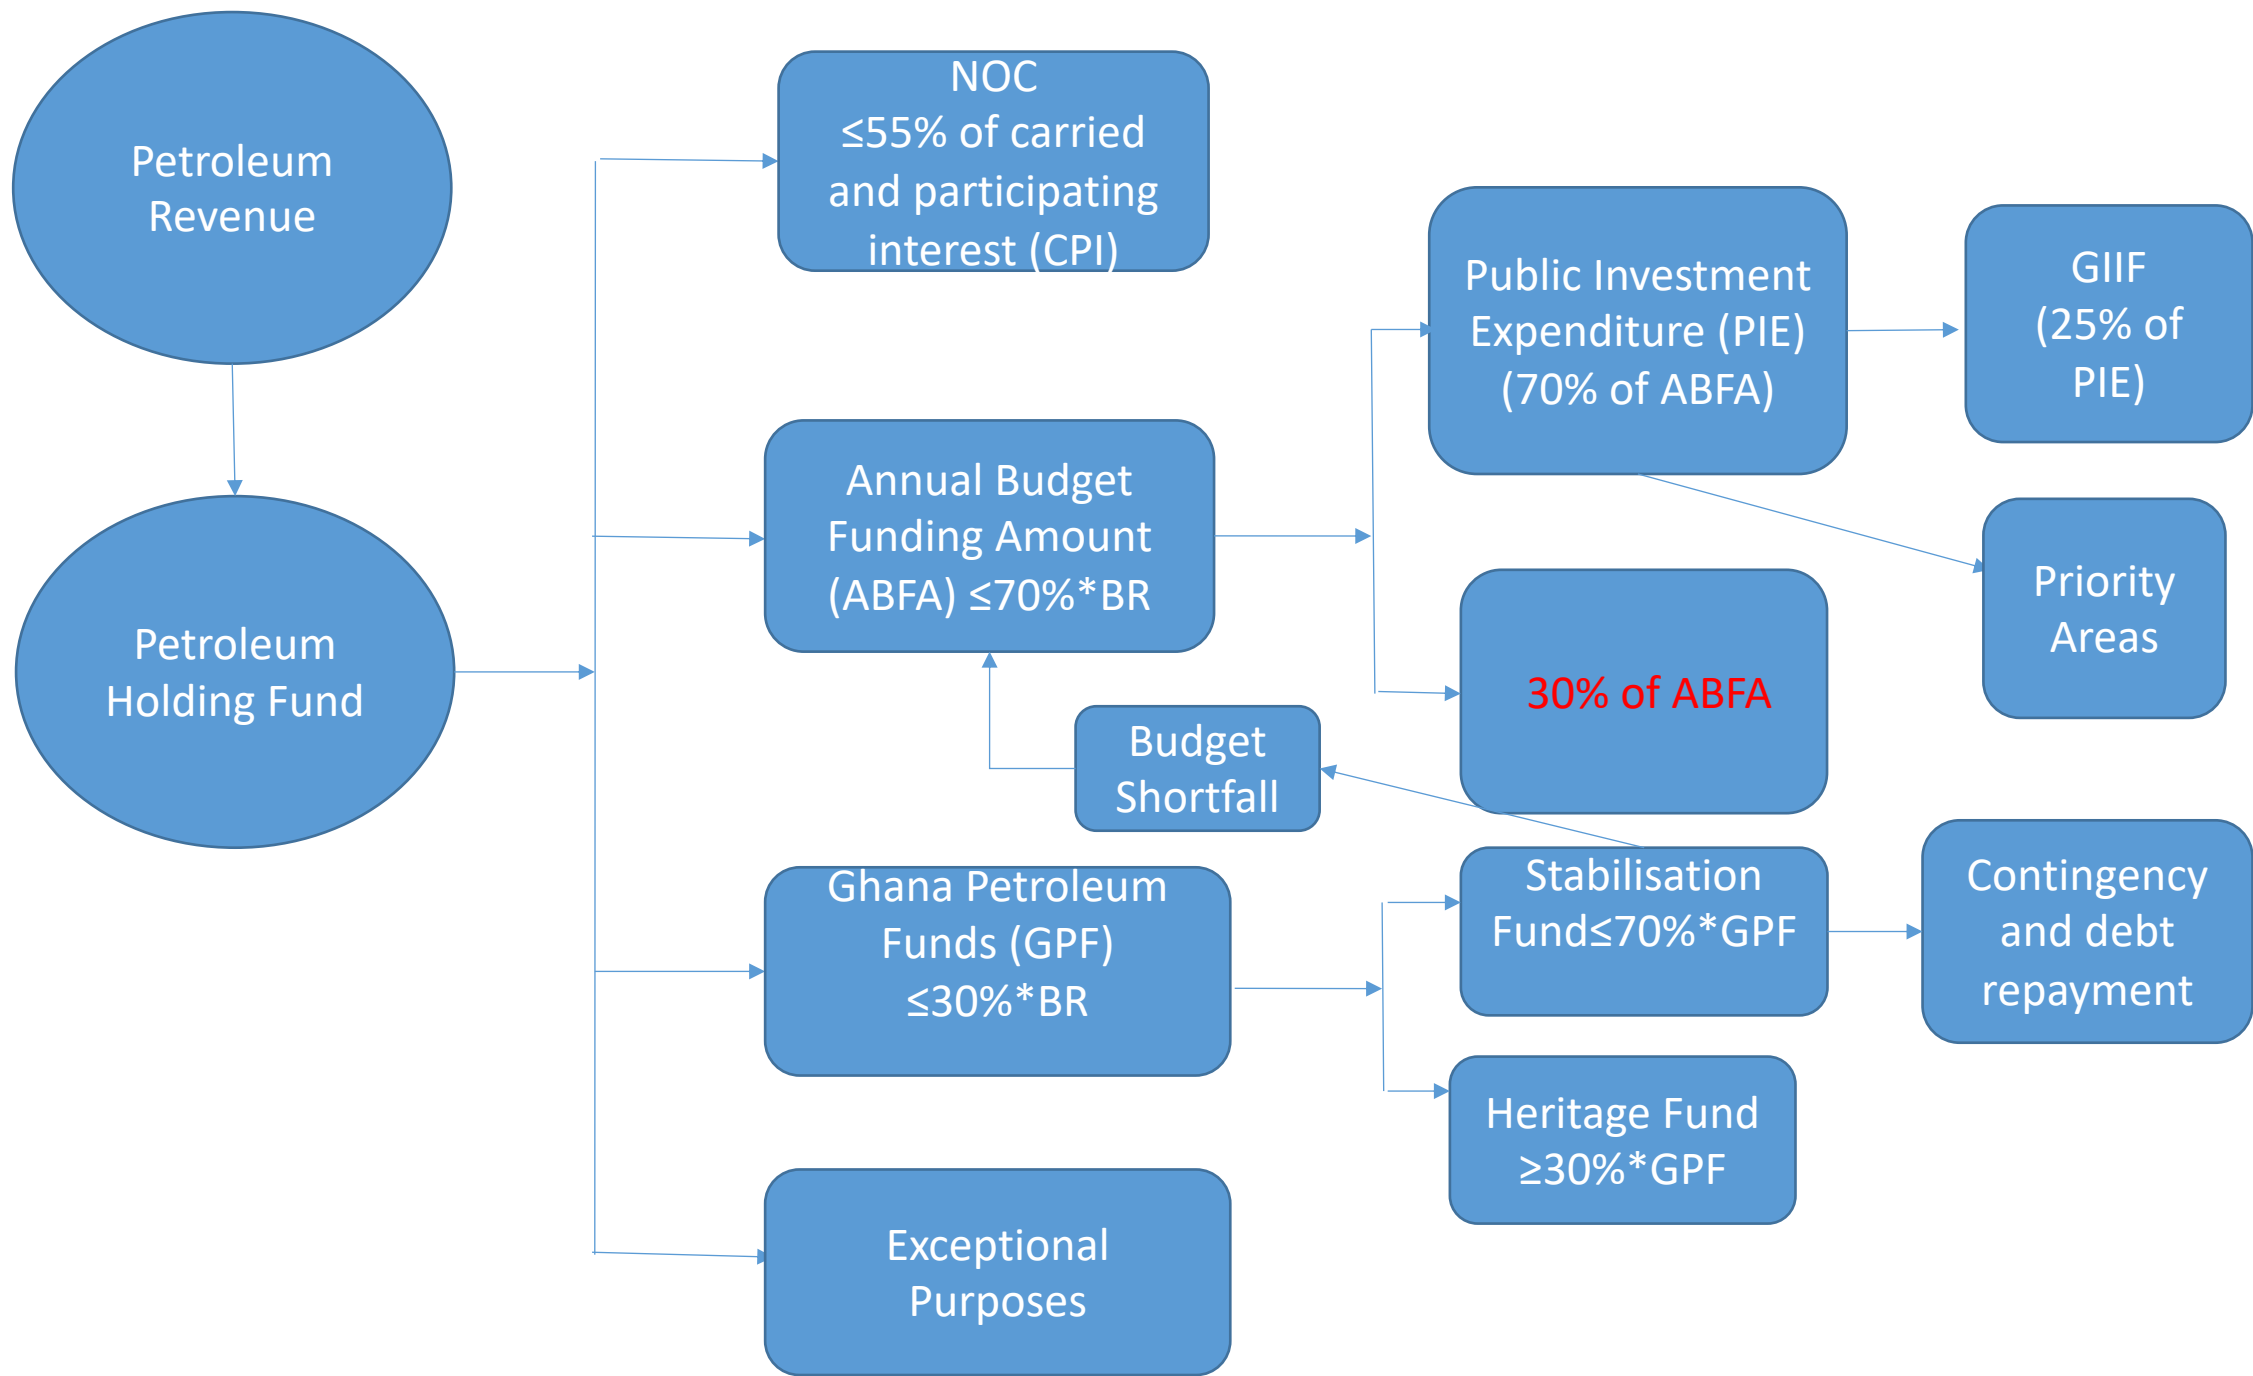 Petroleum
Revenue
Petroleum
Holding Fund
NOC
≤55% of carried
and participating
interest (CPI)
Annual Budget
Funding Amount
(ABFA) ≤70%*BR
Budget
Shortfall
Ghana Petroleum
Funds (GPF)
≤30%*BR
Exceptional
Purposes
Public Investment
Expenditure (PIE)
(70% of ABFA)
30% of ABFA
Stabilisation
Fund≤70%*GPF
Heritage Fund
≥30%*GPF
GIIF
(25% of
PIE)
Priority
Areas
Contingency
and debt
repayment